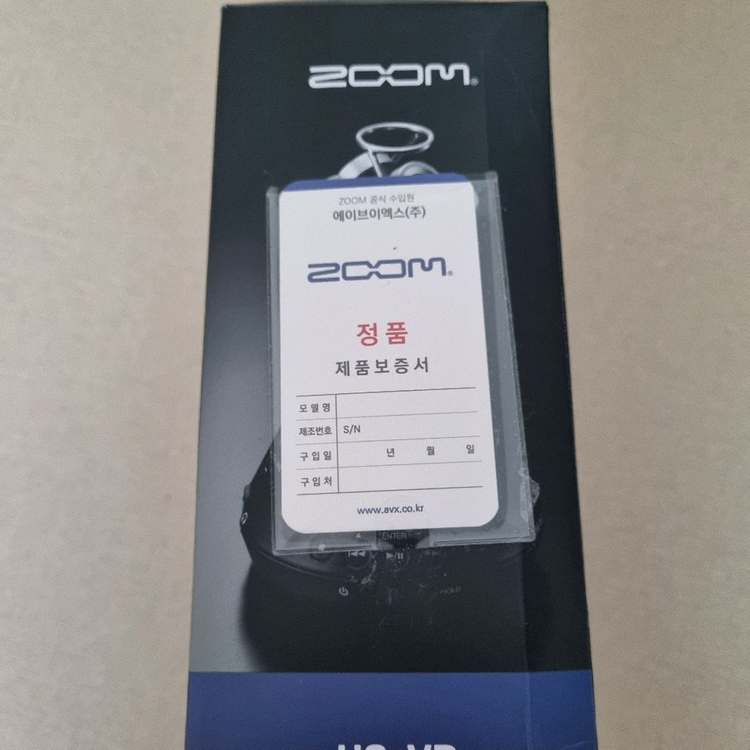 ZOOM®
ZOOM 공식 수입원
에이브이엑스(주)
ZOOM®
정품
제품보증서
모델명
제조번호 S/N
구입일 년 월 일
구입처
www.avx.co.kr
ENTER
HOLD